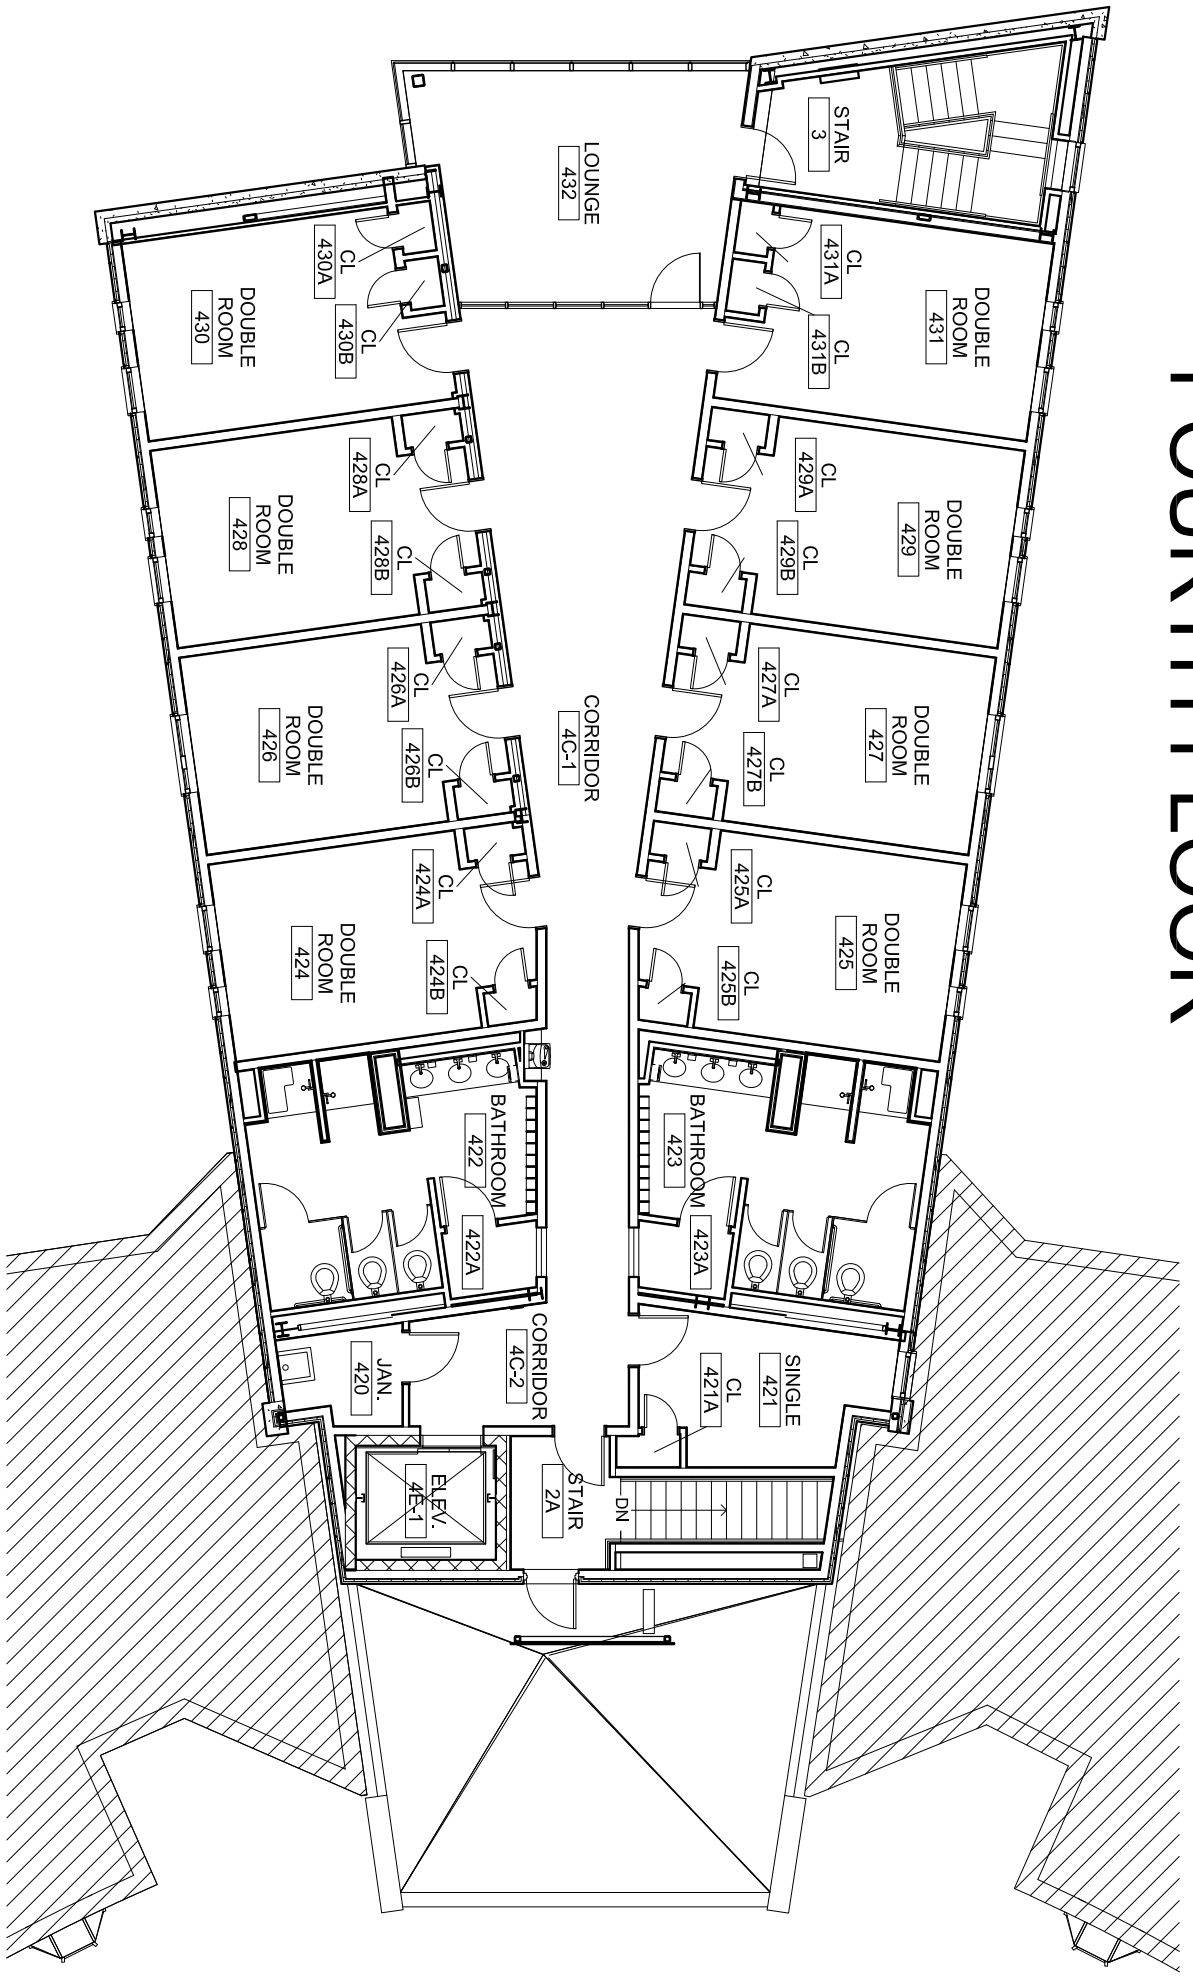 FOURTH FLOOR
STAIR
3
LOUNGE
432
CL
431A
CL
431B
DOUBLE
ROOM
431
CL
430A
CL
430B
DOUBLE
ROOM
430
CL
429A
CL
429B
DOUBLE
ROOM
429
CL
428A
CL
428B
DOUBLE
ROOM
428
CL
427A
CL
427B
DOUBLE
ROOM
427
CORRIDOR
4C-1
CL
426A
CL
426B
DOUBLE
ROOM
426
CL
425A
CL
425B
DOUBLE
ROOM
425
CL
424A
CL
424B
DOUBLE
ROOM
424
BATHROOM
423
423A
BATHROOM
422
422A
SINGLE
421
CL
421A
CORRIDOR
4C-2
JAN.
420
ELEV.
4E-1
STAIR
2A
DN